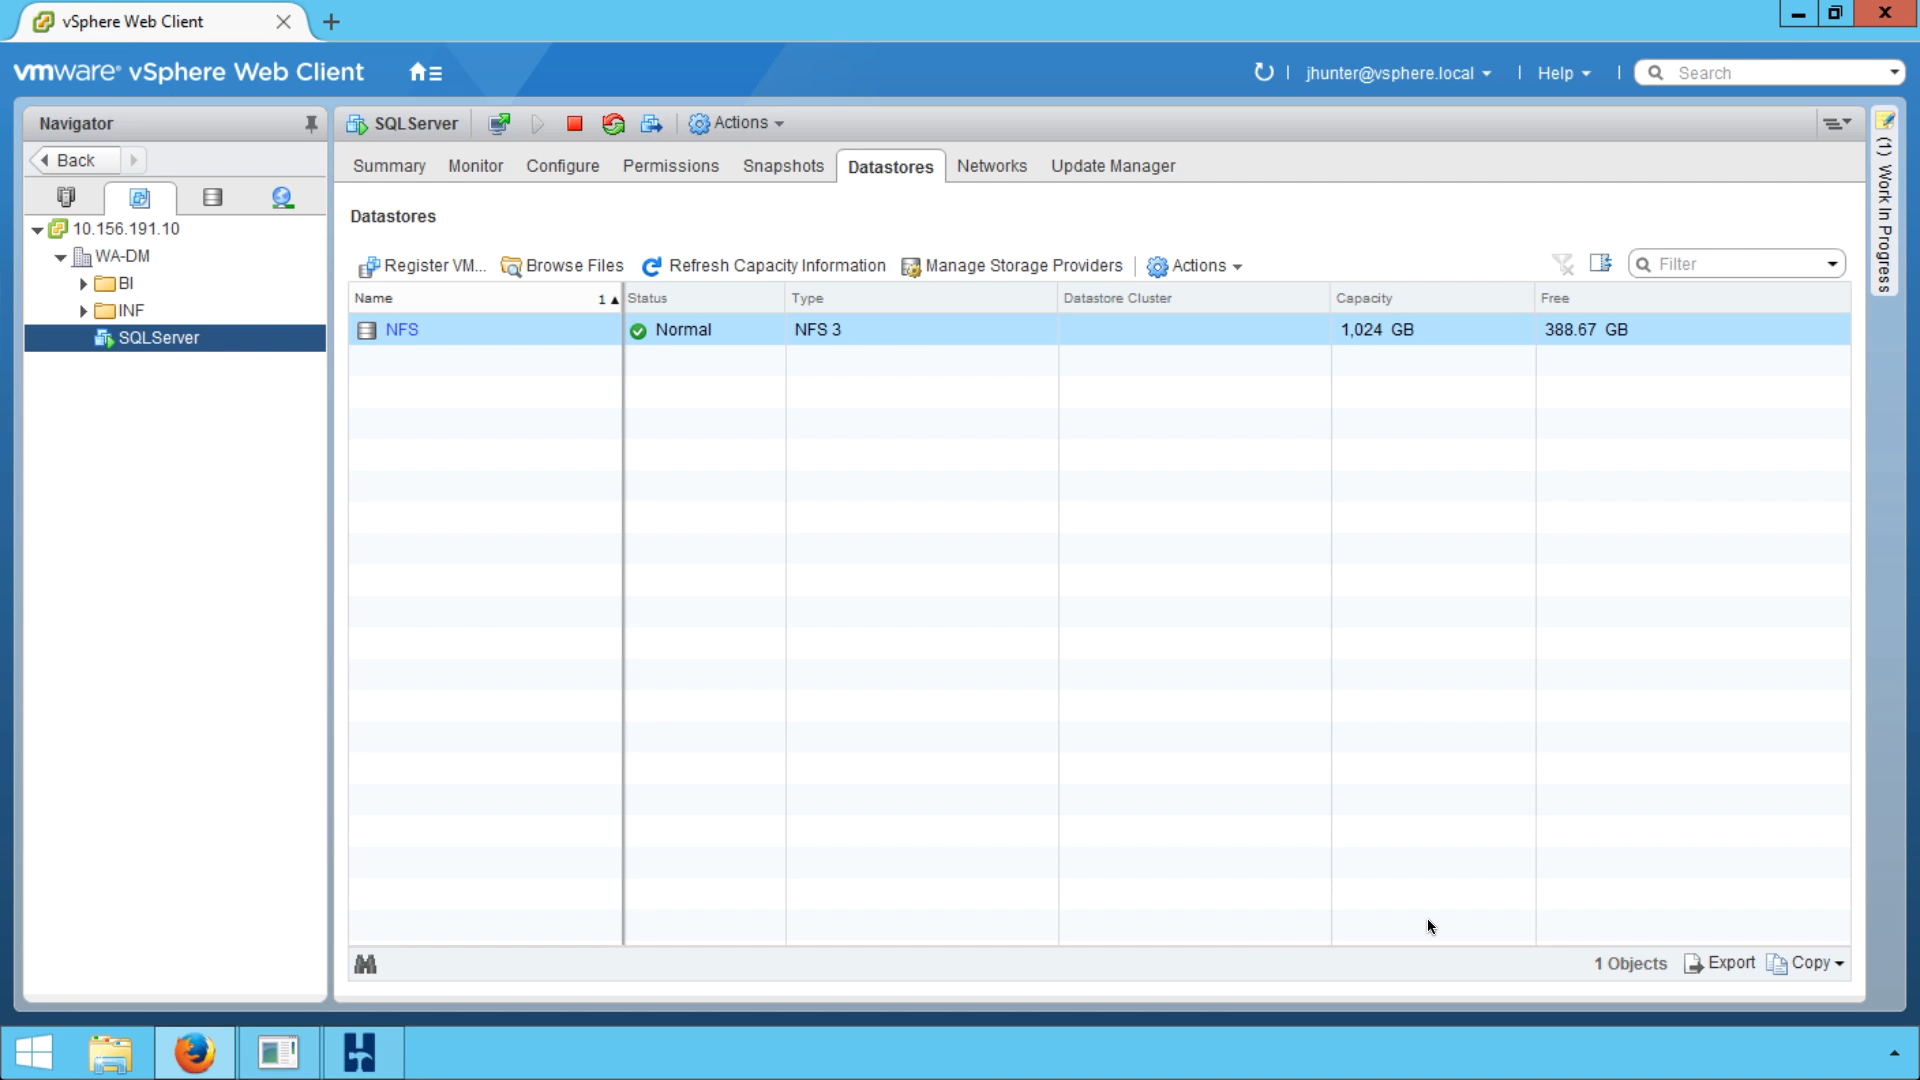 vSphere Web Client
vmware® vSphere Web Client
jhunter@vsphere.local
Help
Search
Navigator
Back
10.156.191.10
WA-DM
BI
INF
SQLServer
SQLServer
Actions
Summary Monitor Configure Permissions Snapshots Datastores Networks Update Manager
Datastores
Register VM... Browse Files Refresh Capacity Information Manage Storage Providers Actions
Filter
Name 1 Status Type Datastore Cluster Capacity Free
NFS Normal NFS 3 1,024 GB 388.67 GB
1 Objects Export Copy
(1) Work In Progress